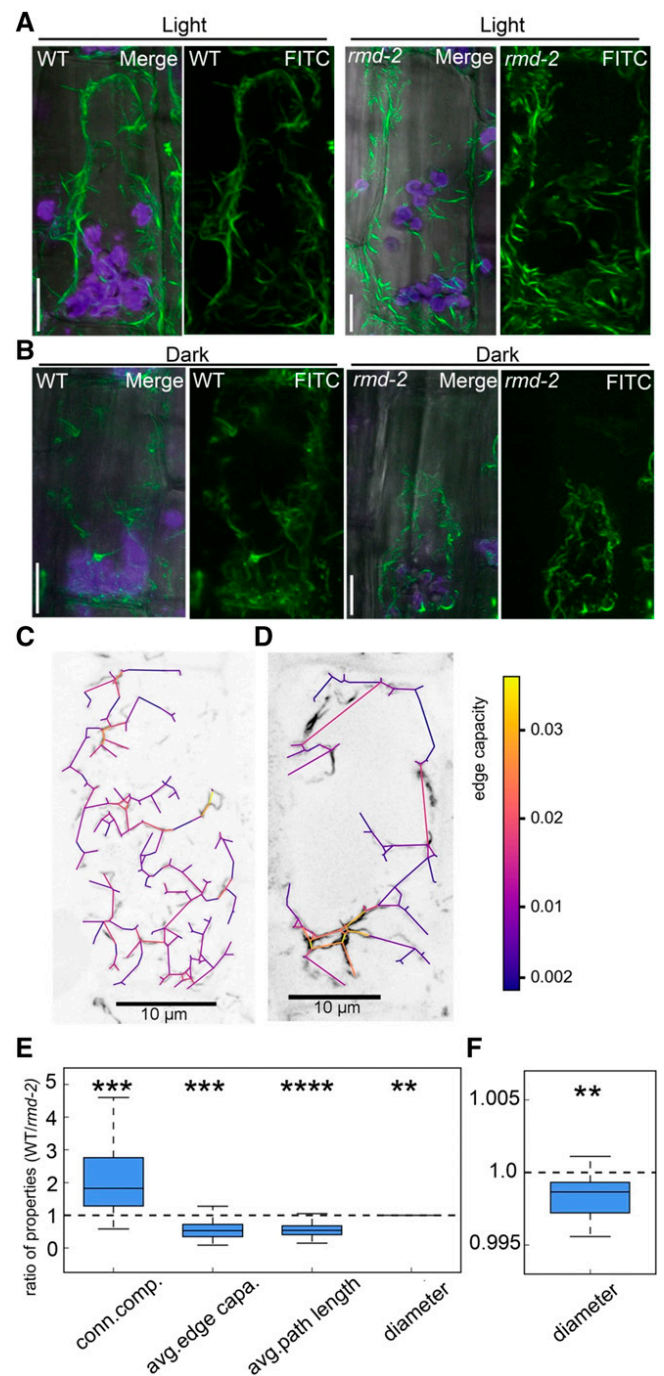 A
Light
Light
WT Merge
WT FITC
rmd-2 Merge
rmd-2 FITC
B
Dark
Dark
WT Merge
WT FITC
rmd-2 Merge
rmd-2 FITC
C
D
10 µm
10 µm
edge capacity
0.03
0.02
0.01
0.002
E
ratio of properties (WT/rmd-2)
5
4
3
2
1
0
***
***
****
**
conn.comp.
avg.edge capa.
avg.path length
diameter
F
1.005
1.0
0.995
**
diameter